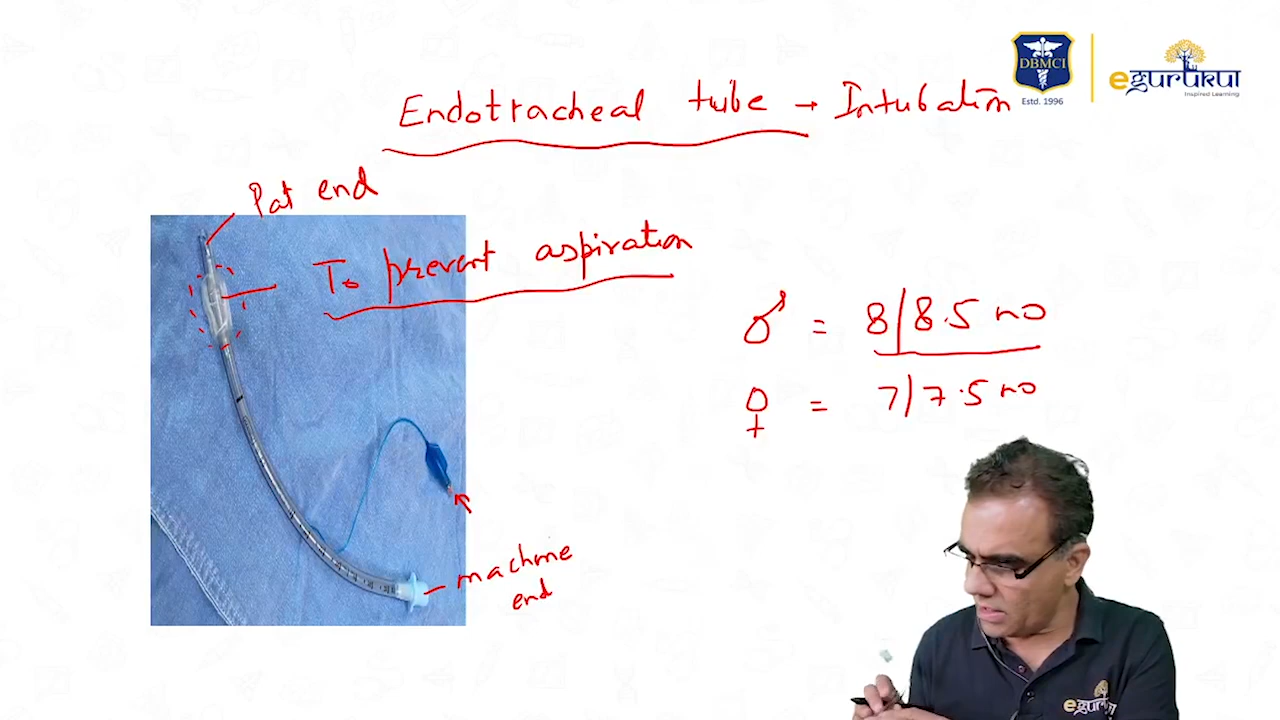 Endotracheal tube → Intubation
DBMCI
Estd. 1996
egurukul
Inspired Learning
Pat end
To prevent aspiration
♂ = 8/8.5 no
♀ = 7/7.5 no
machine
end
egurukul